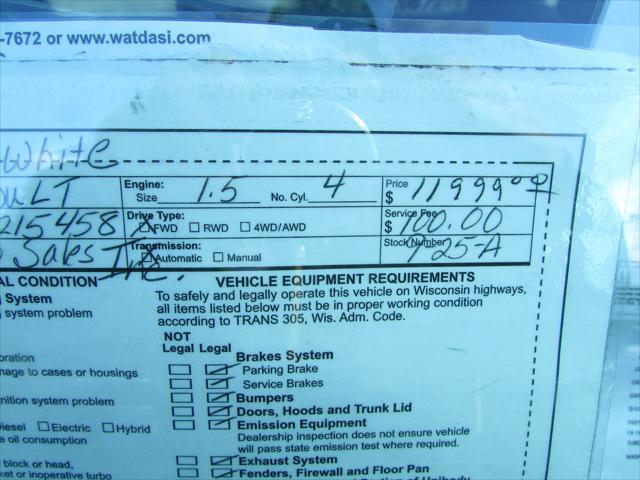 -7672 or www.watdasi.com
White
LT
Engine:
Size 1.5 No. Cyl. 4
Price
$ 11999 00
215458
Drive Type:
FWD RWD 4WD/AWD
Service Fee
$ 100.00
Sales Inc.
Transmission:
Automatic Manual
Stock Number
925-A
AL CONDITION
System
system problem
VEHICLE EQUIPMENT REQUIREMENTS
To safely and legally operate this vehicle on Wisconsin highways,
all items listed below must be in proper working condition
according to TRANS 305, Wis. Adm. Code.
NOT
Legal Legal
Brakes System
Parking Brake
Service Brakes
Bumpers
Doors, Hoods and Trunk Lid
Emission Equipment
Dealership inspection does not ensure vehicle
will pass state emission test where required.
Exhaust System
Fenders, Firewall and Floor Pan
oration
mage to cases or housings
nition system problem
iesel Electric Hybrid
e oil consumption
block or head,
ket or inoperative turbo